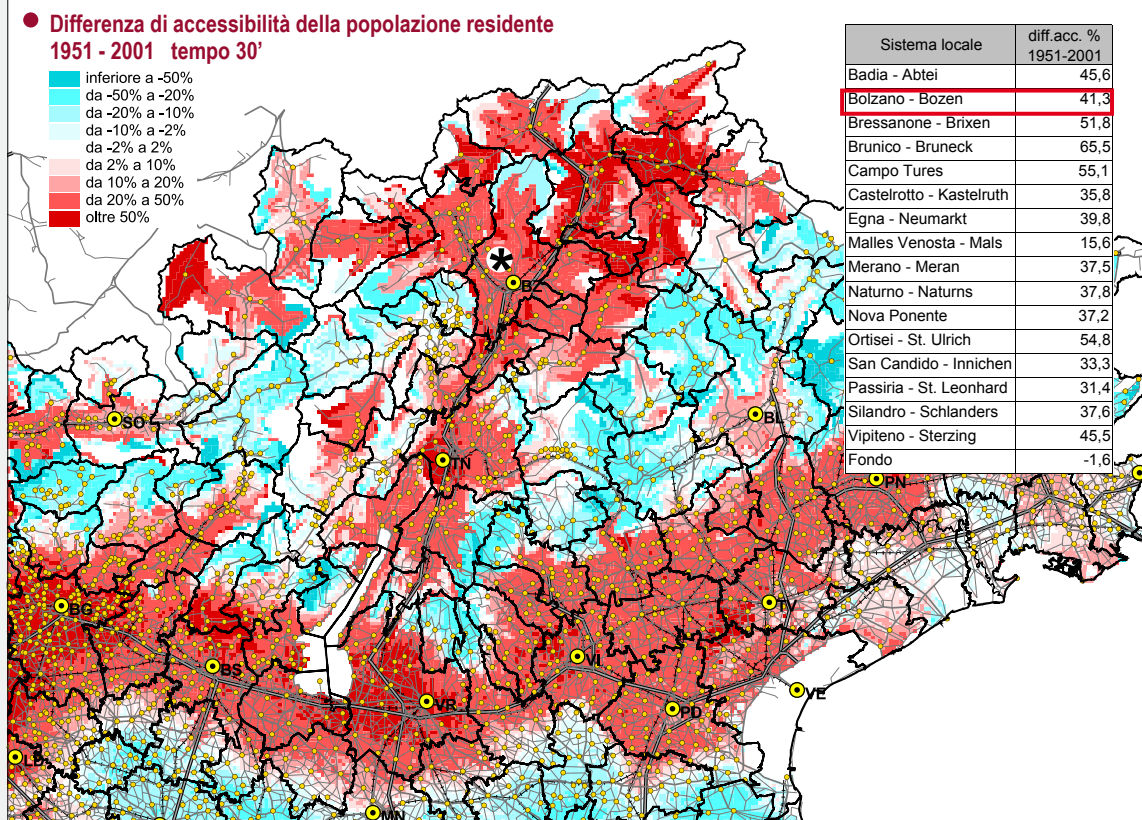 Differenza di accessibilità della popolazione residente
1951 - 2001 tempo 30'
inferiore a -50%
da -50% a -20%
da -20% a -10%
da -10% a -2%
da -2% a 2%
da 2% a 10%
da 10% a 20%
da 20% a 50%
oltre 50%
Sistema locale diff.acc. %
1951-2001
Badia - Abtei 45,6
Bolzano - Bozen 41,3
Bressanone - Brixen 51,8
Brunico - Bruneck 65,5
Campo Tures 55,1
Castelrotto - Kastelruth 35,8
Egna - Neumarkt 39,8
Malles Venosta - Mals 15,6
Merano - Meran 37,5
Naturno - Naturns 37,8
Nova Ponente 37,2
Ortisei - St. Ulrich 54,8
San Candido - Innichen 33,3
Passiria - St. Leonhard 31,4
Silandro - Schlanders 37,6
Vipiteno - Sterzing 45,5
Fondo -1,6
*
BZ
SO
BL
TN
PN
BG
TV
BS
VI
VE
VR
PD
LO
MN